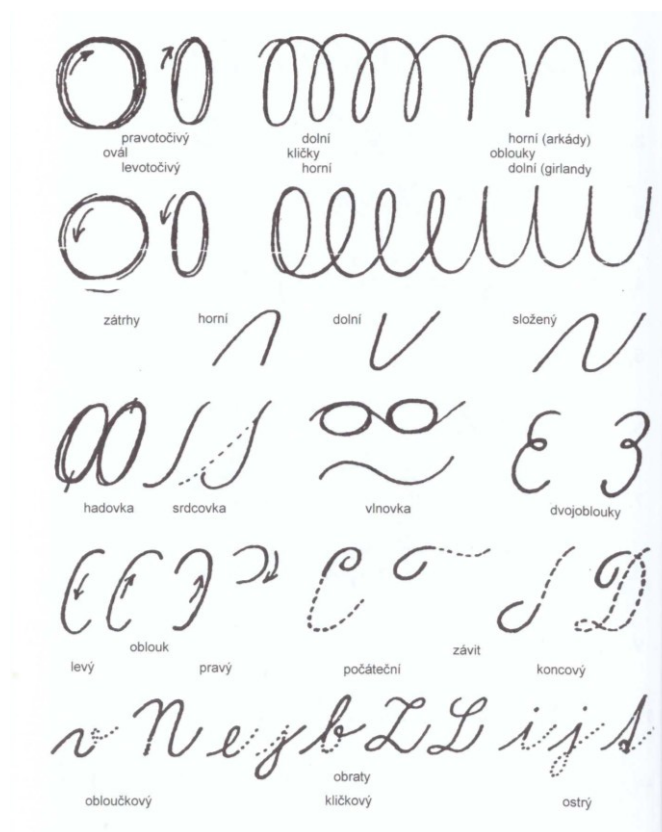 pravotočivý dolní horní (arkády)
ovál kličky oblouky
levotočivý horní dolní (girlandy
zátrhy horní dolní složený
hadovka srdcovka vlnovka dvojoblouky
oblouk závit
levý pravý počáteční koncový
v N e y b Z L i j s
obraty
obloučkový kličkový ostrý